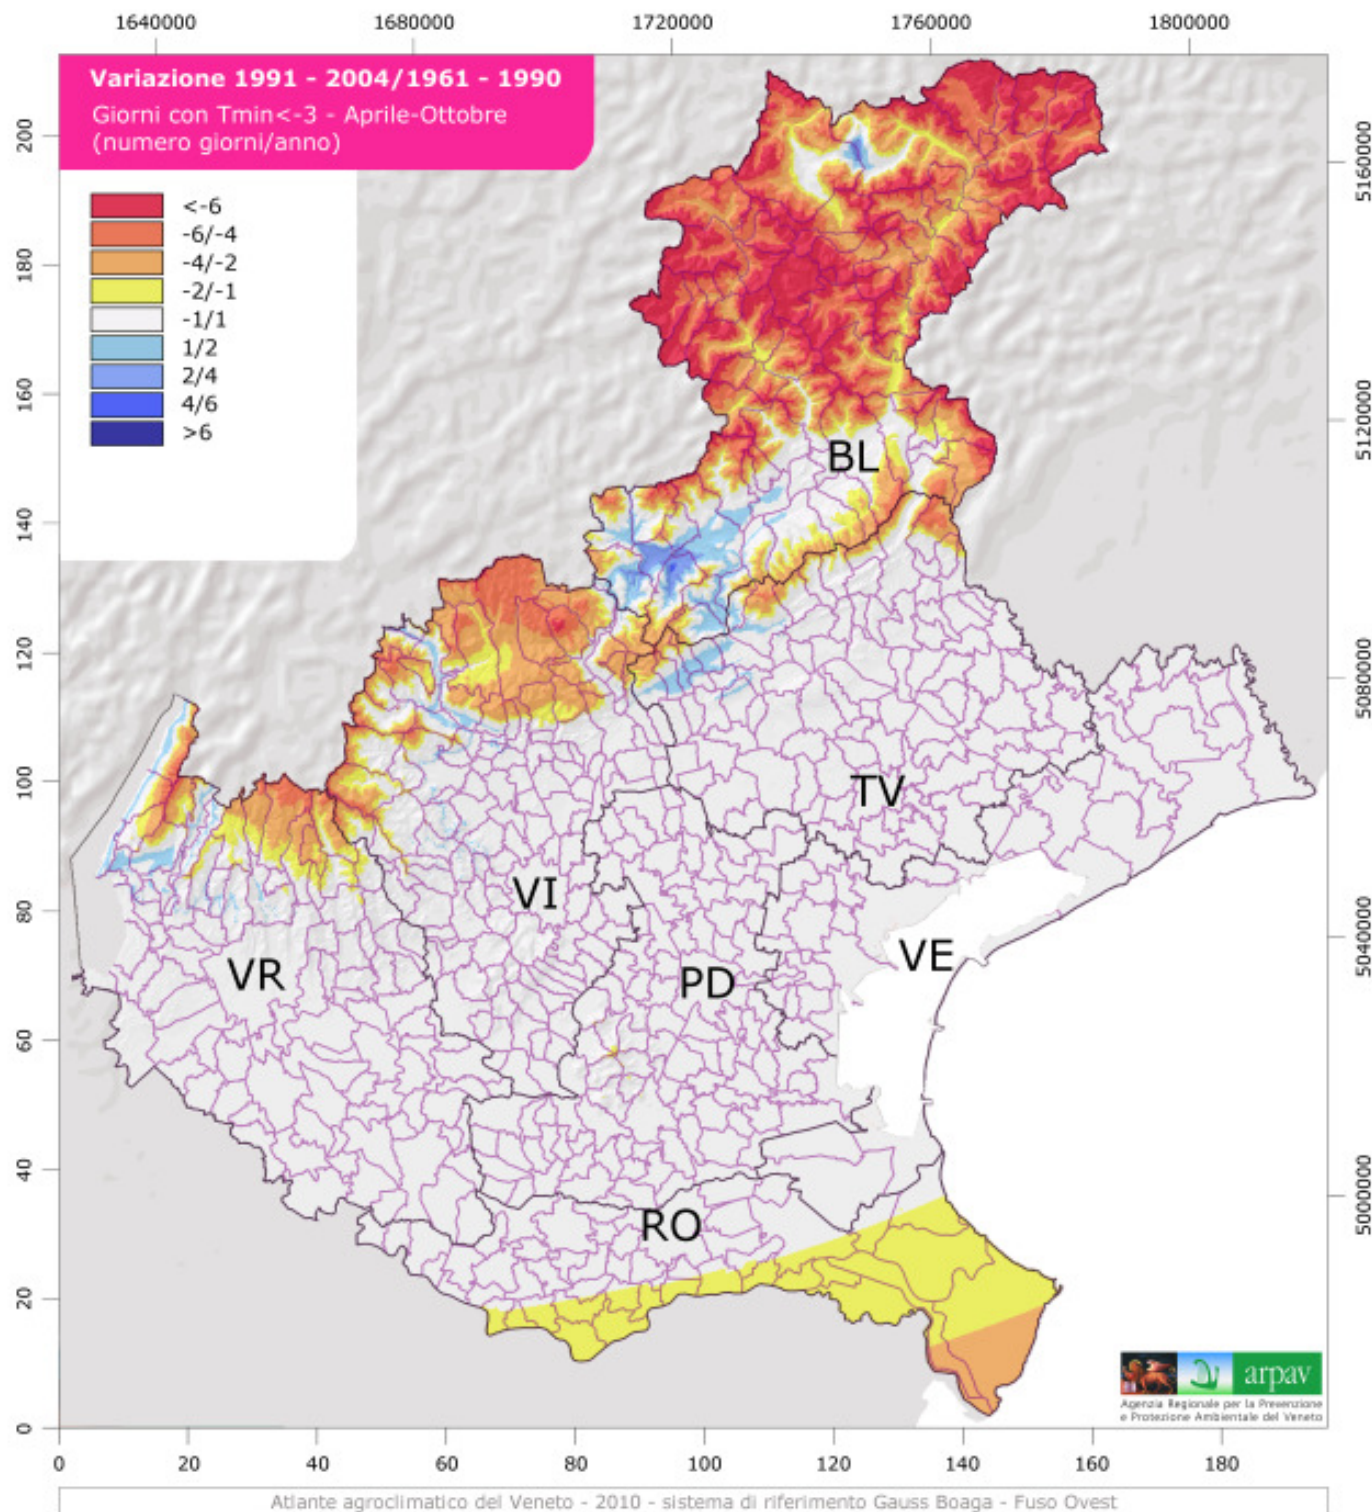 1640000 1680000 1720000 1760000 1800000
Variazione 1991 - 2004/1961 - 1990
Giorni con Tmin<-3 - Aprile-Ottobre
(numero giorni/anno)
<-6
-6/-4
-4/-2
-2/-1
-1/1
1/2
2/4
4/6
>6
200
180
160
140
120
100
80
60
40
20
0
5160000
5120000
5080000
5040000
5000000
BL
TV
VI
VR
PD
VE
RO
arpav
Agenzia Regionale per la Prevenzione
e Protezione Ambientale del Veneto
0 20 40 60 80 100 120 140 160 180
Atlante agroclimatico del Veneto - 2010 - sistema di riferimento Gauss Boaga - Fuso Ovest